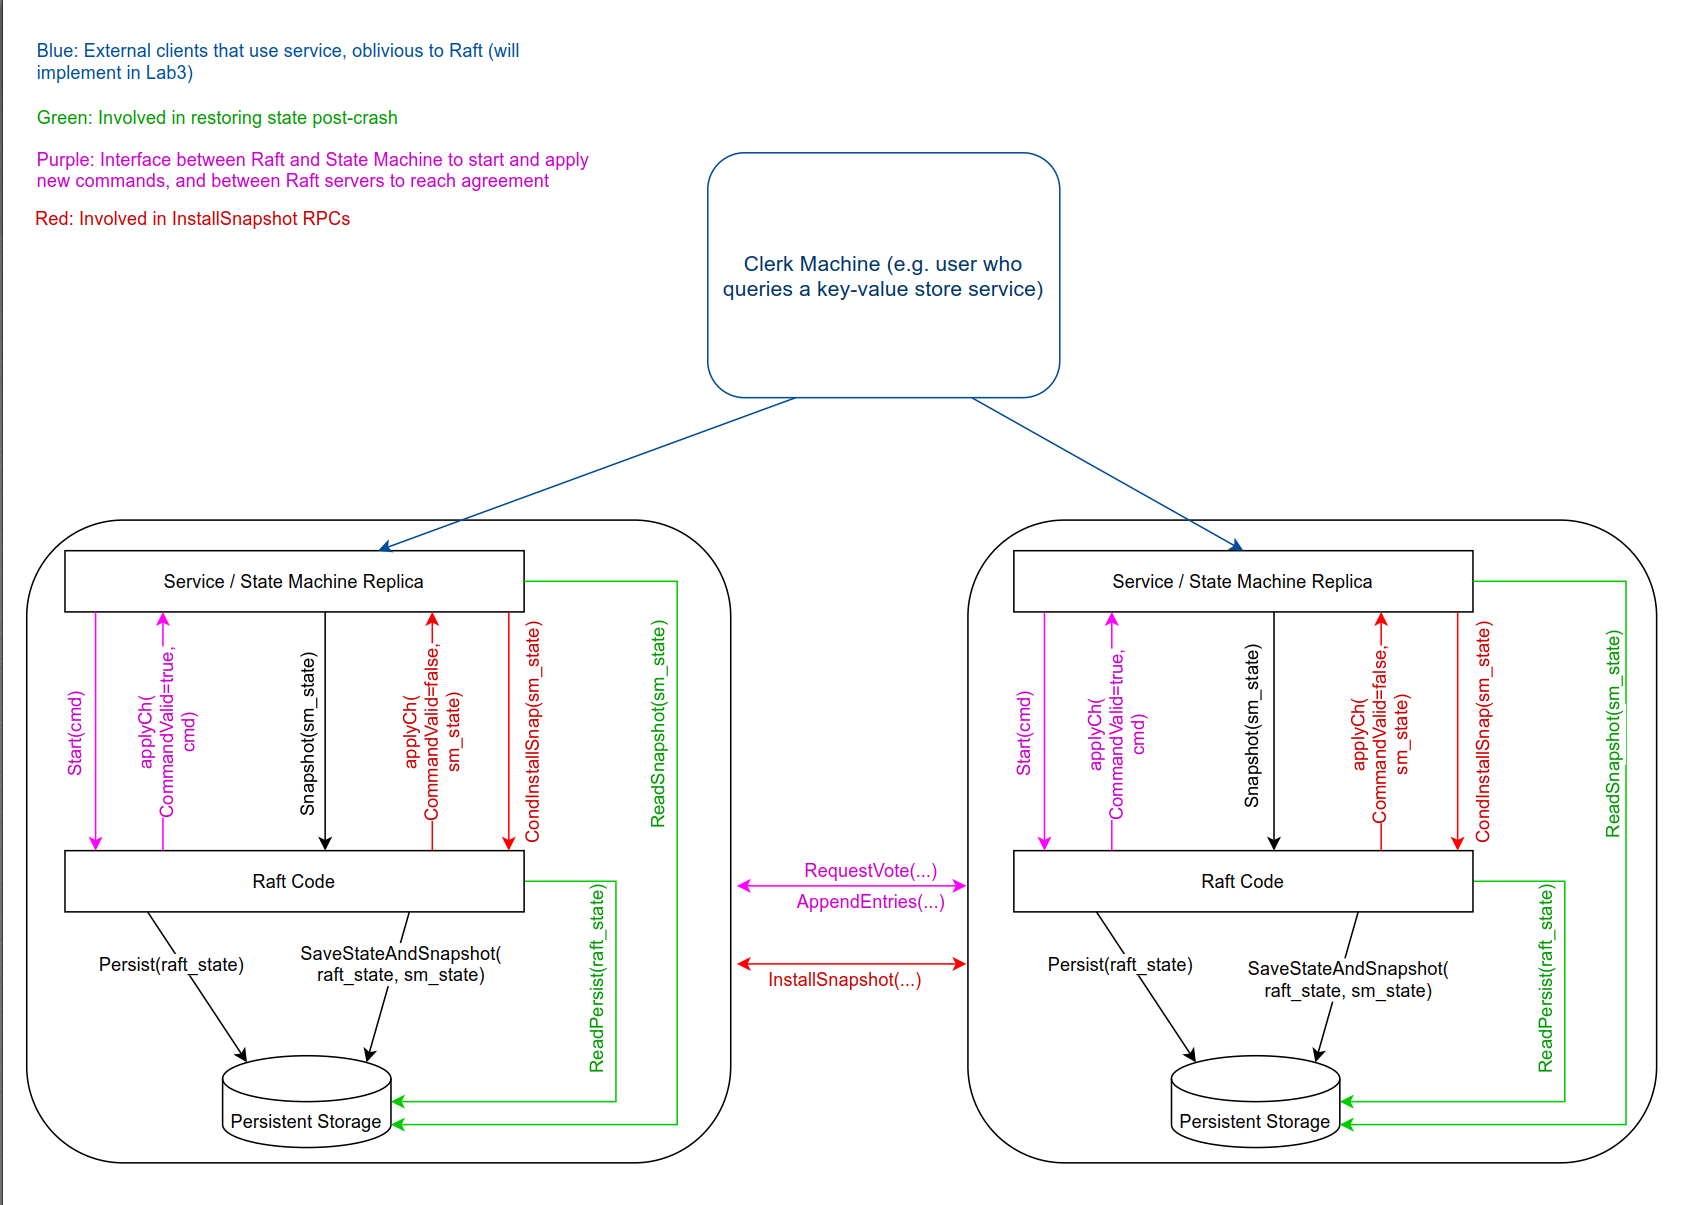 Blue: External clients that use service, oblivious to Raft (will
implement in Lab3)
Green: Involved in restoring state post-crash
Purple: Interface between Raft and State Machine to start and apply
new commands, and between Raft servers to reach agreement
Red: Involved in InstallSnapshot RPCs
Clerk Machine (e.g. user who
queries a key-value store service)
Service / State Machine Replica
Start(cmd)
applyCh(
CommandValid=true,
cmd)
Snapshot(sm_state)
applyCh(
CommandValid=false,
sm_state)
CondInstallSnap(sm_state)
ReadSnapshot(sm_state)
Raft Code
Persist(raft_state)
SaveStateAndSnapshot(
raft_state, sm_state)
ReadPersist(raft_state)
Persistent Storage
RequestVote(...)
AppendEntries(...)
InstallSnapshot(...)
Service / State Machine Replica
Start(cmd)
applyCh(
CommandValid=true,
cmd)
Snapshot(sm_state)
applyCh(
CommandValid=false,
sm_state)
CondInstallSnap(sm_state)
ReadSnapshot(sm_state)
Raft Code
Persist(raft_state)
SaveStateAndSnapshot(
raft_state, sm_state)
ReadPersist(raft_state)
Persistent Storage